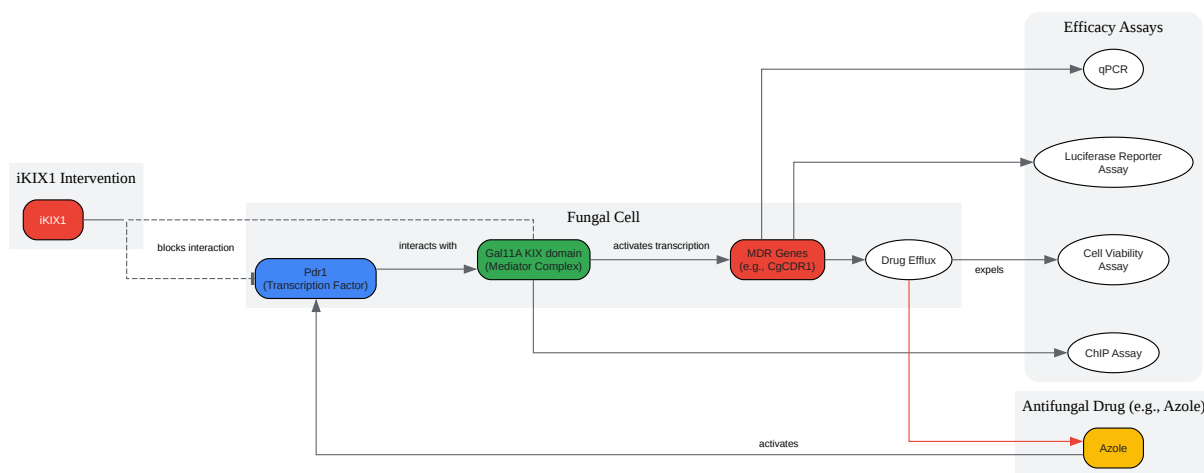 Efficacy Assays
qPCR
Luciferase Reporter
Assay
iKIX1 Intervention
iKIX1
blocks interaction
Fungal Cell
Pdr1
(Transcription Factor)
interacts with
Gal11A KIX domain
(Mediator Complex)
activates transcription
MDR Genes
(e.g., CgCDR1)
Drug Efflux
expels
Cell Viability
Assay
ChIP Assay
Antifungal Drug (e.g., Azole)
Azole
activates